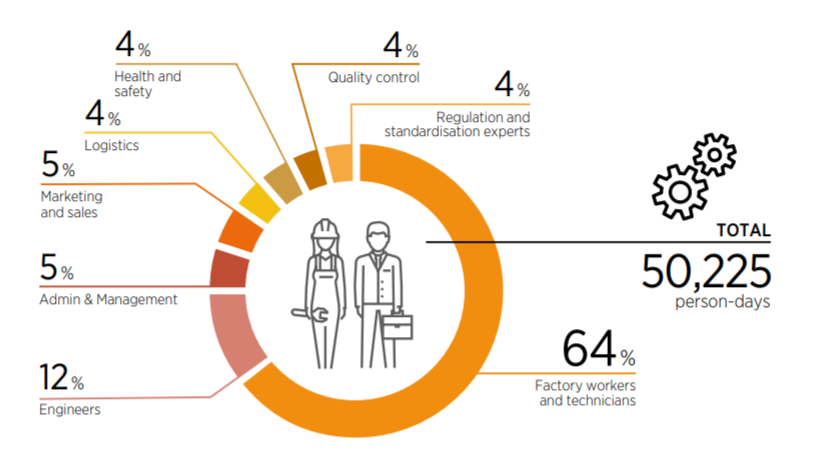 4%
Health and
safety
4%
Quality control
4%
Regulation and
standardisation experts
4%
Logistics
5%
Marketing
and sales
5%
Admin & Management
12%
Engineers
TOTAL
50,225
person-days
64%
Factory workers
and technicians